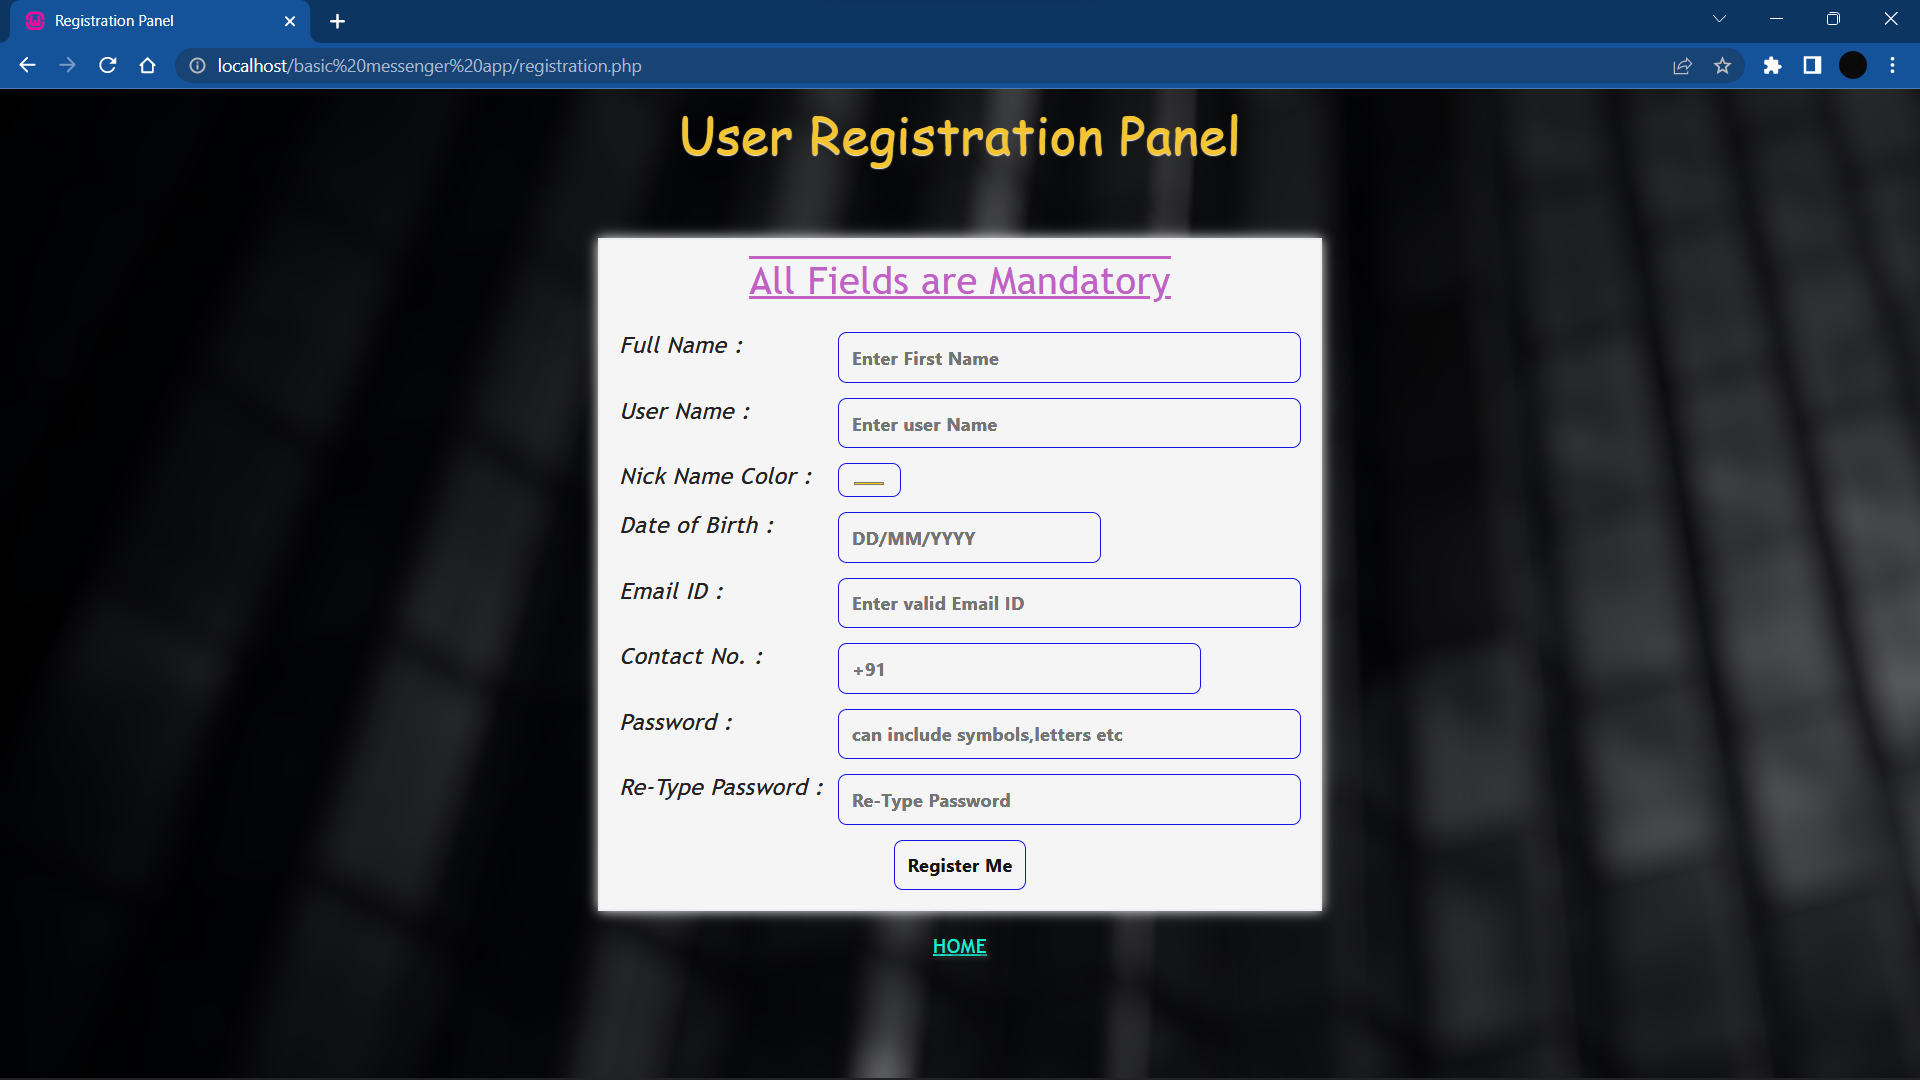 Registration Panel
localhost/basic%20messenger%20app/registration.php
User Registration Panel
All Fields are Mandatory
Full Name :
Enter First Name
User Name :
Enter user Name
Nick Name Color :
Date of Birth :
DD/MM/YYYY
Email ID :
Enter valid Email ID
Contact No. :
+91
Password :
can include symbols,letters etc
Re-Type Password :
Re-Type Password
Register Me
HOME